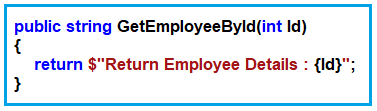 public string GetEmployeeById(int Id)
{
    return $"Return Employee Details : {Id}";
}